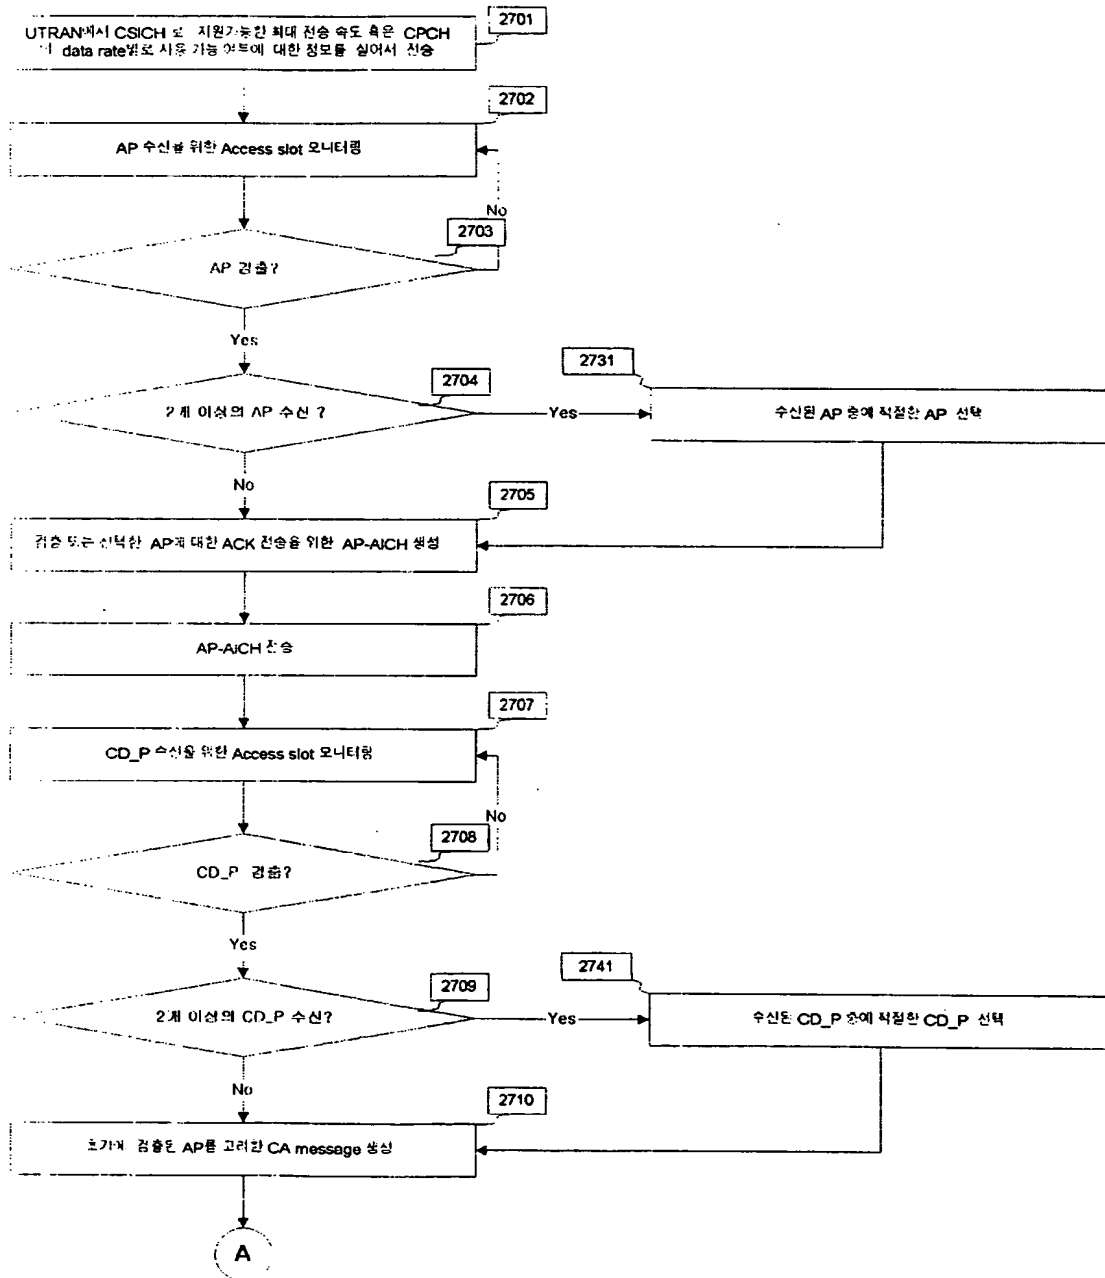 2701
UTRAN에서 CSICH 로 지원가능한 최대 전송 속도 혹은 CPCH
의 data rate별로 사용 가능 여부에 대한 정보를 실어서 전송
2702
AP 수신을 위한 Access slot 모니터링
No
2703
AP 검출?
Yes
2704
2개 이상의 AP 수신 ?
Yes
2731
수신된 AP 중에 적절한 AP 선택
No
2705
검출 또는 선택한 AP에 대한 ACK 전송을 위한 AP-AICH 생성
2706
AP-AICH 전송
2707
CD_P 수신을 위한 Access slot 모니터링
No
2708
CD_P 검출?
Yes
2709
2개 이상의 CD_P 수신?
Yes
2741
수신된 CD_P 중에 적절한 CD_P 선택
No
2710
초기에 검출된 AP를 고려한 CA message 생성
A